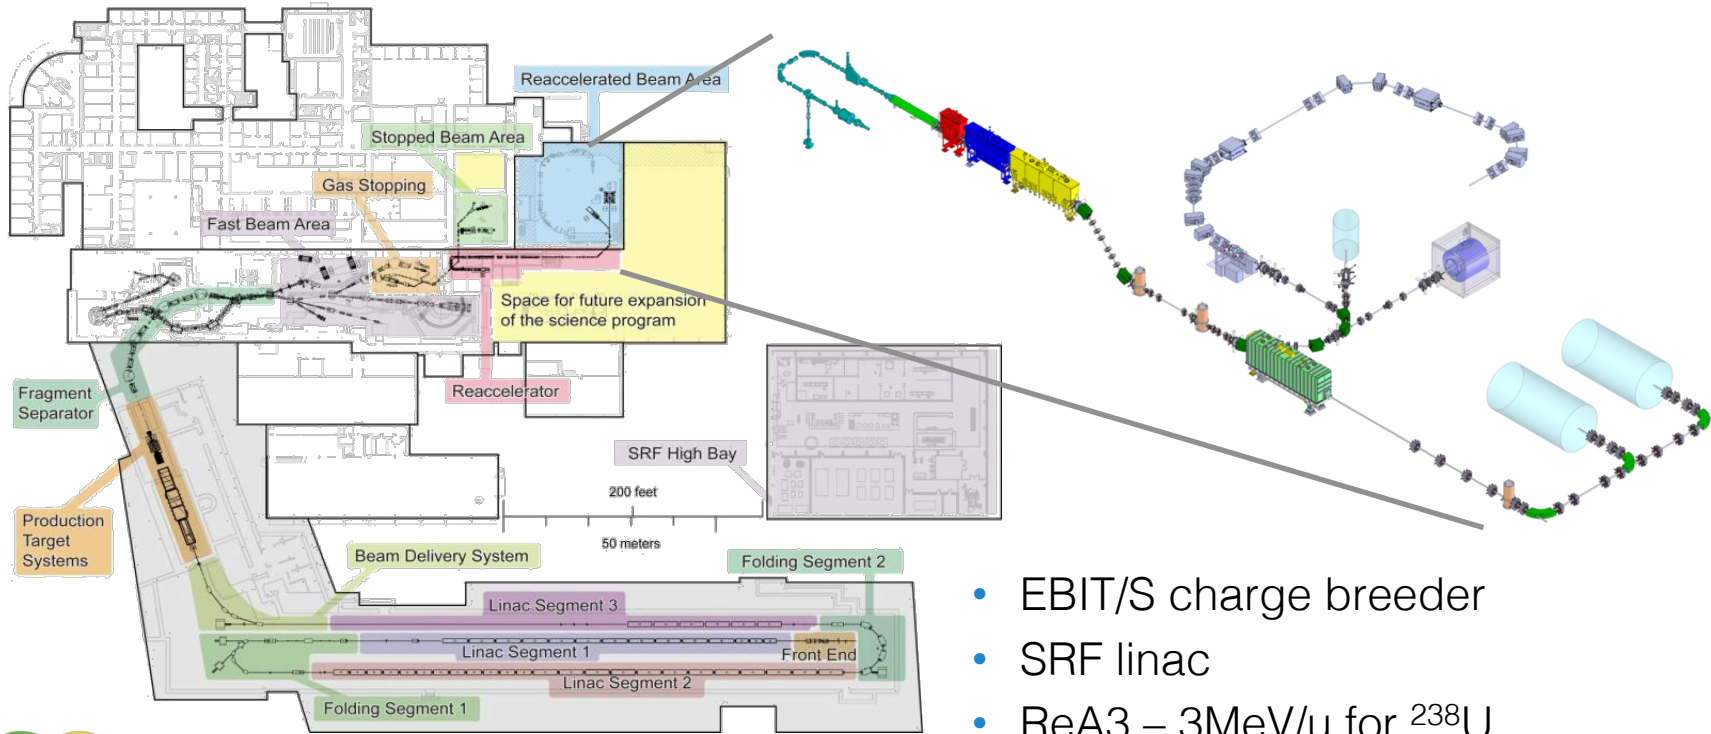 Reaccelerated Beam Area
Stopped Beam Area
Gas Stopping
Fast Beam Area
Space for future expansion
of the science program
Fragment
Separator
Reaccelerator
SRF High Bay
200 feet
50 meters
Production
Target
Systems
Beam Delivery System
Folding Segment 2
Linac Segment 3
Linac Segment 1
Front End
Linac Segment 2
Folding Segment 1
• EBIT/S charge breeder
• SRF linac
• ReA3 – 3MeV/u for ²³⁸U